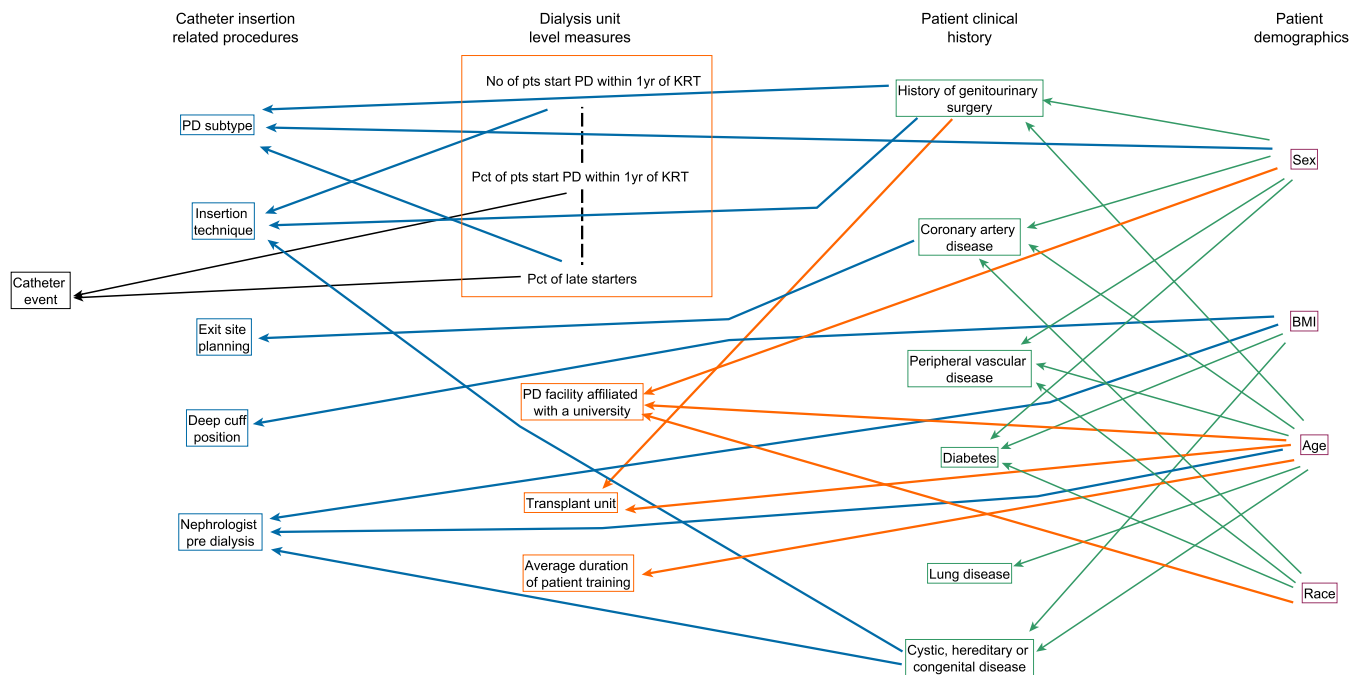 Catheter insertion
related procedures
Dialysis unit
level measures
Patient clinical
history
Patient
demographics
No of pts start PD within 1yr of KRT
History of genitourinary
surgery
PD subtype
Sex
Pct of pts start PD within 1yr of KRT
Insertion
technique
Coronary artery
disease
Catheter
event
Pct of late starters
Exit site
planning
BMI
Peripheral vascular
disease
PD facility affiliated
with a university
Deep cuff
position
Age
Diabetes
Transplant unit
Nephrologist
pre dialysis
Average duration
of patient training
Lung disease
Race
Cystic, hereditary or
congenital disease